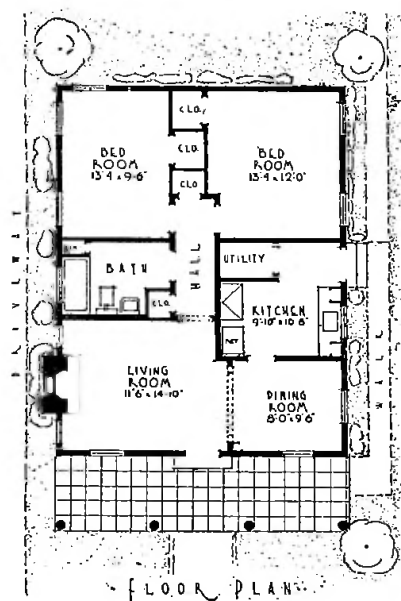 CLO.
BED
ROOM
13'-4 x 9'-6"
CLO.
CLO
BED
ROOM
13'-4 x 12'-0"
DRIVEWAY
BATH
HALL
UTILITY
CLO.
KITCHEN
9'-10" x 10'-6"
REF
LIVING
ROOM
11'-6 x 14'-10"
DINING
ROOM
8'-0 x 9'-6"
WALK
FLOOR PLAN